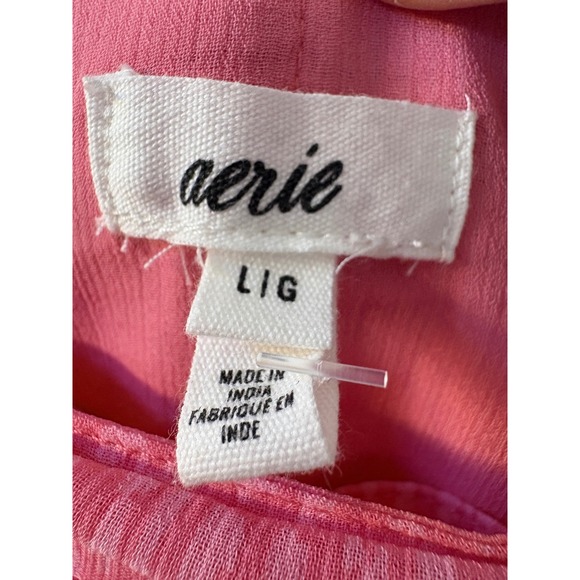 aerie
L|G
MADE IN
INDIA
FABRIQUE EN
INDE